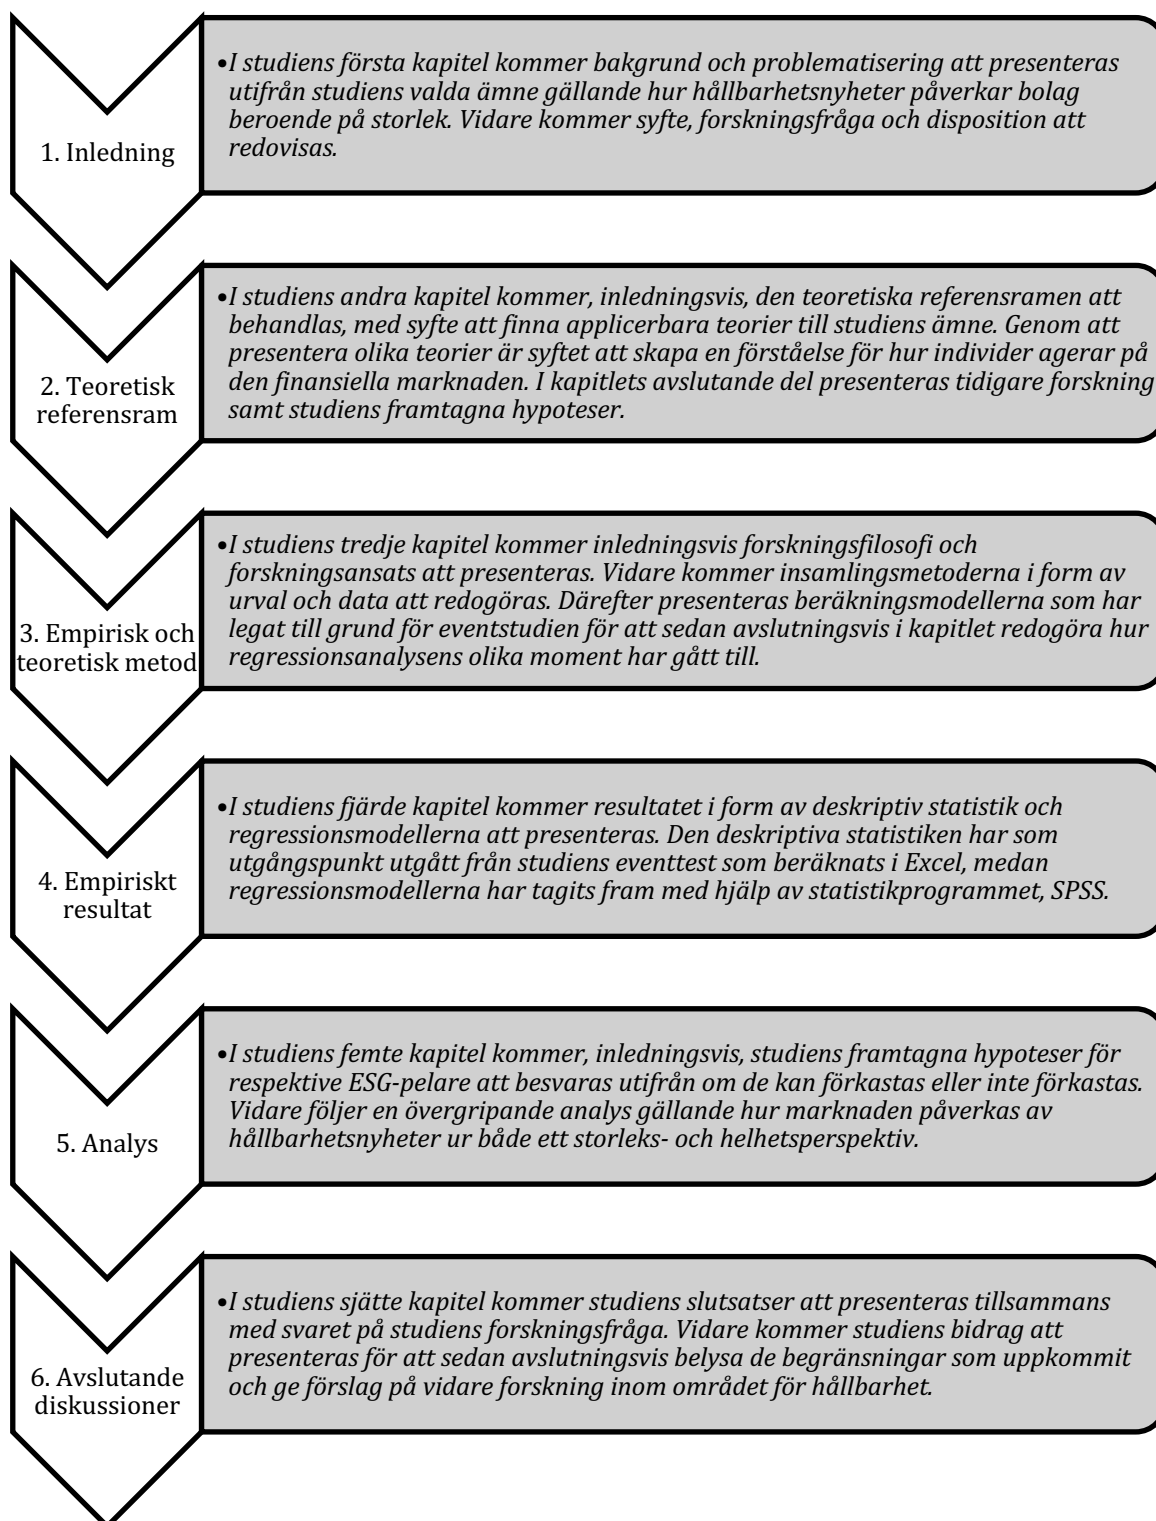 1. Inledning
•I studiens första kapitel kommer bakgrund och problematisering att presenteras
utifrån studiens valda ämne gällande hur hållbarhetsnyheter påverkar bolag
beroende på storlek. Vidare kommer syfte, forskningsfråga och disposition att
redovisas.
2. Teoretisk
referensram
•I studiens andra kapitel kommer, inledningsvis, den teoretiska referensramen att
behandlas, med syfte att finna applicerbara teorier till studiens ämne. Genom att
presentera olika teorier är syftet att skapa en förståelse för hur individer agerar på
den finansiella marknaden. I kapitlets avslutande del presenteras tidigare forskning
samt studiens framtagna hypoteser.
3. Empirisk och
teoretisk metod
•I studiens tredje kapitel kommer inledningsvis forskningsfilosofi och
forskningsansats att presenteras. Vidare kommer insamlingsmetoderna i form av
urval och data att redogöras. Därefter presenteras beräkningsmodellerna som har
legat till grund för eventstudien för att sedan avslutningsvis i kapitlet redogöra hur
regressionsanalysens olika moment har gått till.
4. Empiriskt
resultat
•I studiens fjärde kapitel kommer resultatet i form av deskriptiv statistik och
regressionsmodellerna att presenteras. Den deskriptiva statistiken har som
utgångspunkt utgått från studiens eventtest som beräknats i Excel, medan
regressionsmodellerna har tagits fram med hjälp av statistikprogrammet, SPSS.
5. Analys
•I studiens femte kapitel kommer, inledningsvis, studiens framtagna hypoteser för
respektive ESG-pelare att besvaras utifrån om de kan förkastas eller inte förkastas.
Vidare följer en övergripande analys gällande hur marknaden påverkas av
hållbarhetsnyheter ur både ett storleks- och helhetsperspektiv.
6. Avslutande
diskussioner
•I studiens sjätte kapitel kommer studiens slutsatser att presenteras tillsammans
med svaret på studiens forskningsfråga. Vidare kommer studiens bidrag att
presenteras för att sedan avslutningsvis belysa de begränsningar som uppkommit
och ge förslag på vidare forskning inom området för hållbarhet.